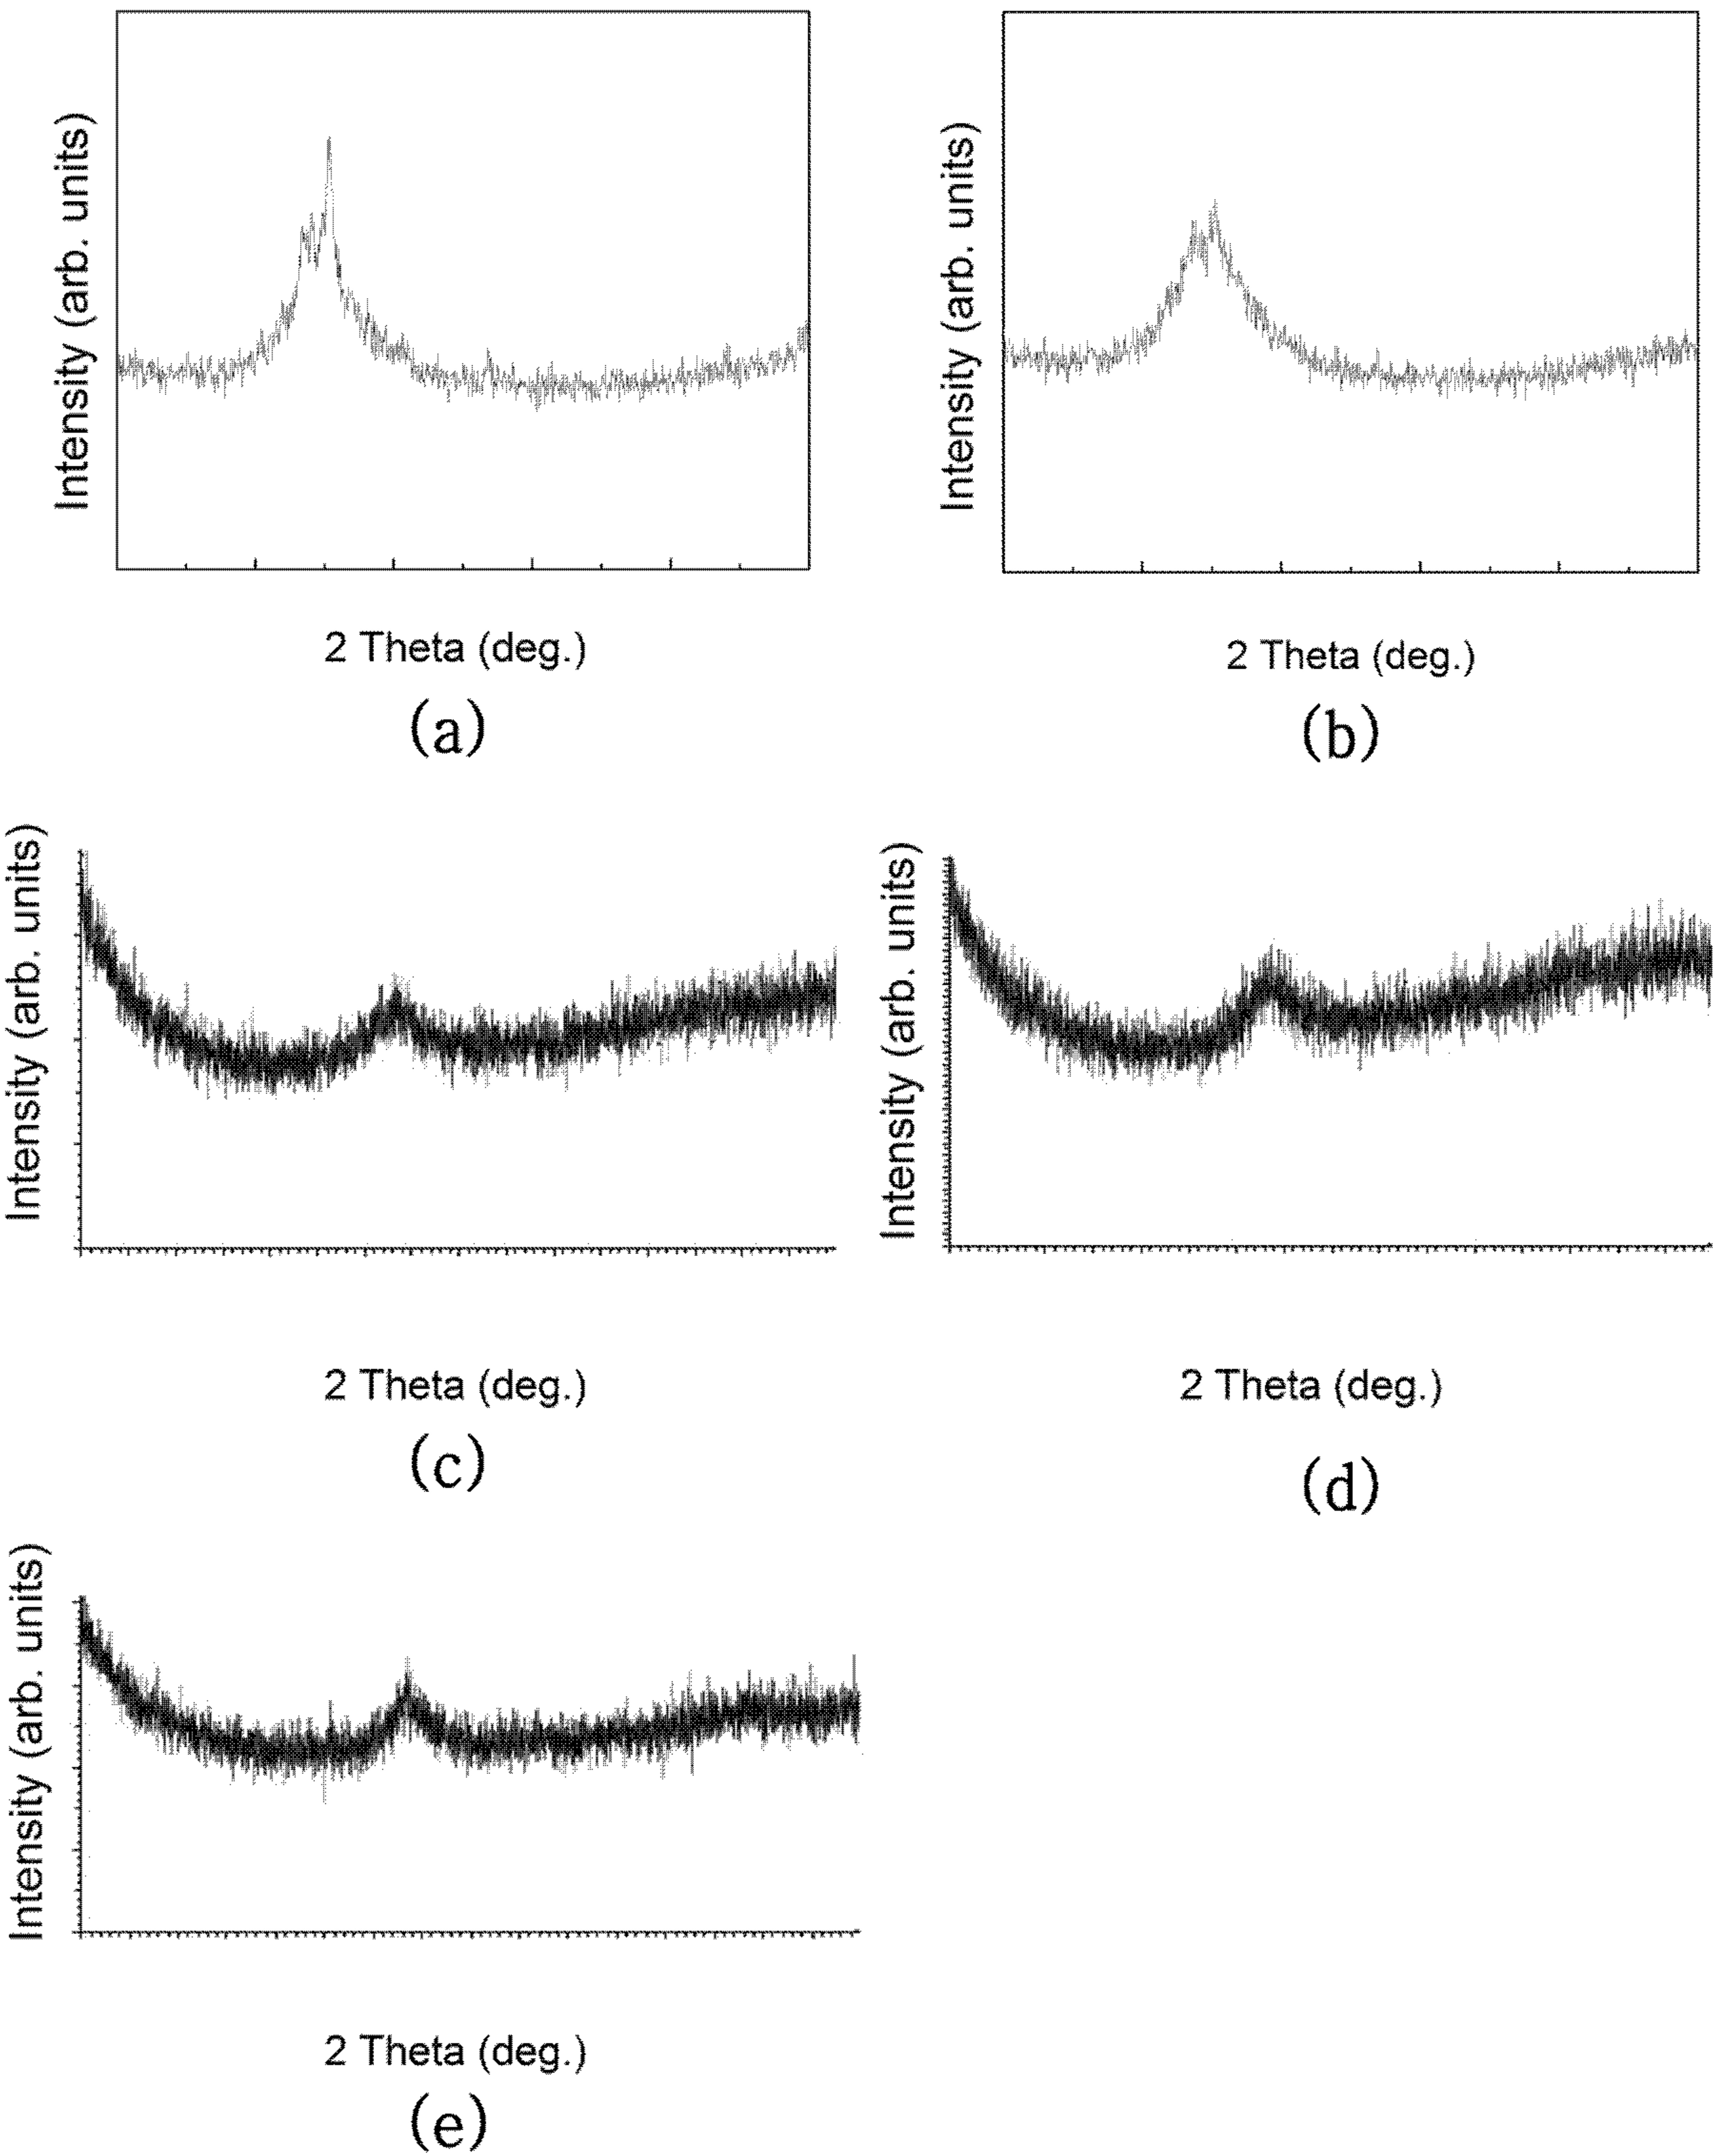 Intensity (arb. units)
2 Theta (deg.)
(a)
Intensity (arb. units)
2 Theta (deg.)
(b)
Intensity (arb. units)
2 Theta (deg.)
(c)
Intensity (arb. units)
2 Theta (deg.)
(d)
Intensity (arb. units)
2 Theta (deg.)
(e)